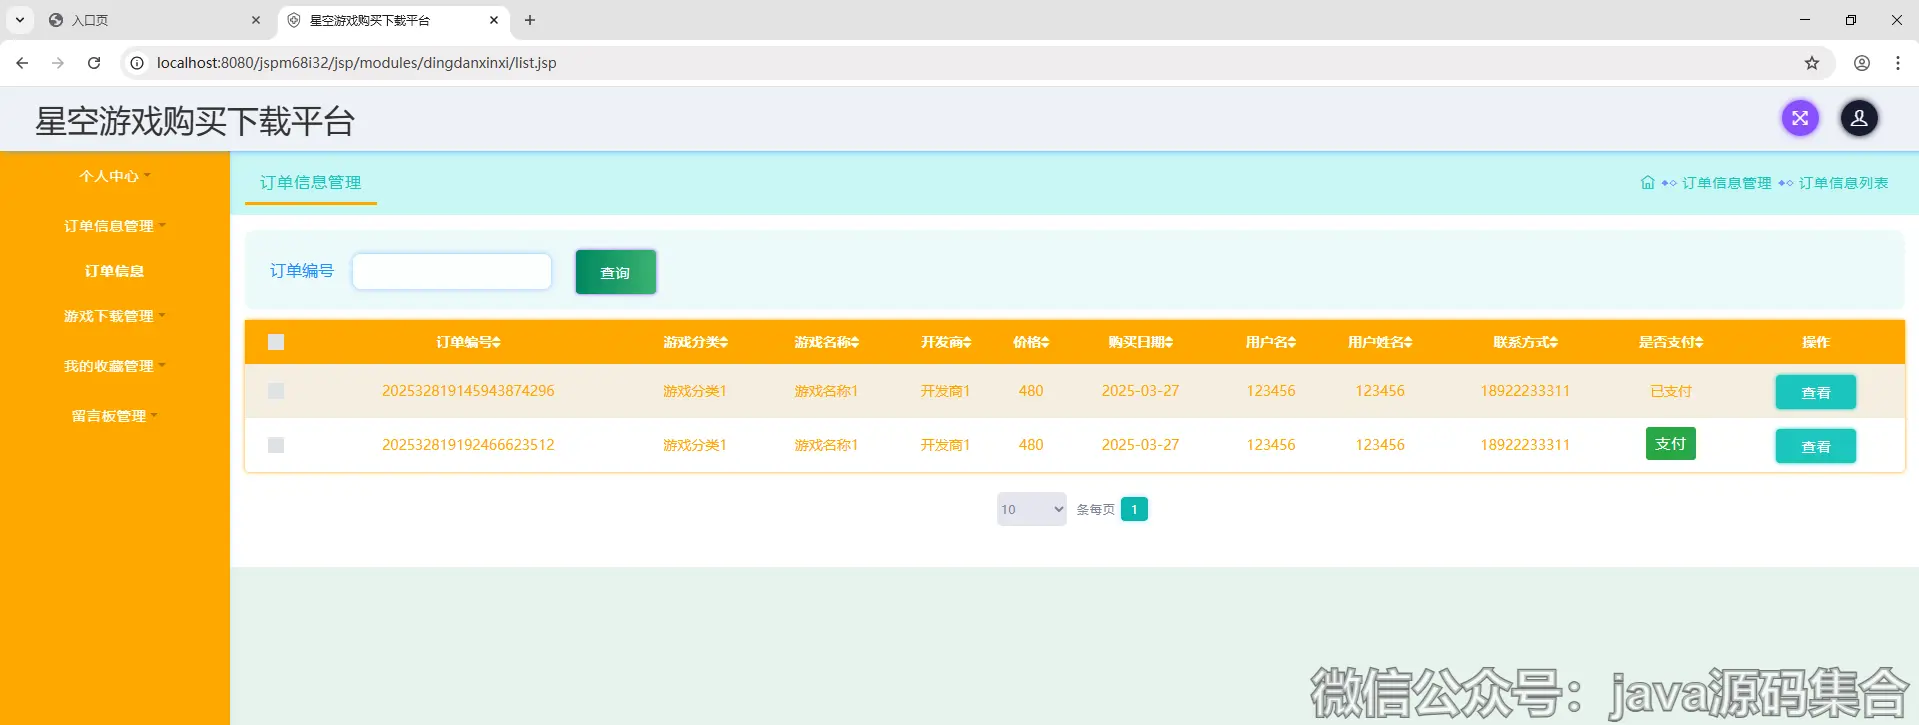 入口页
星空游戏购买下载平台
localhost:8080/jspm68i32/jsp/modules/dingdanxinxi/list.jsp
星空游戏购买下载平台
个人中心
订单信息管理
订单信息
游戏下载管理
我的收藏管理
留言板管理
订单信息管理
订单信息管理 订单信息列表
订单编号 查询
订单编号 游戏分类 游戏名称 开发商 价格 购买日期 用户名 用户姓名 联系方式 是否支付 操作
202532819145943874296 游戏分类1 游戏名称1 开发商1 480 2025-03-27 123456 123456 18922233311 已支付 查看
202532819192466623512 游戏分类1 游戏名称1 开发商1 480 2025-03-27 123456 123456 18922233311 支付 查看
10 条每页 1
微信公众号：java源码集合